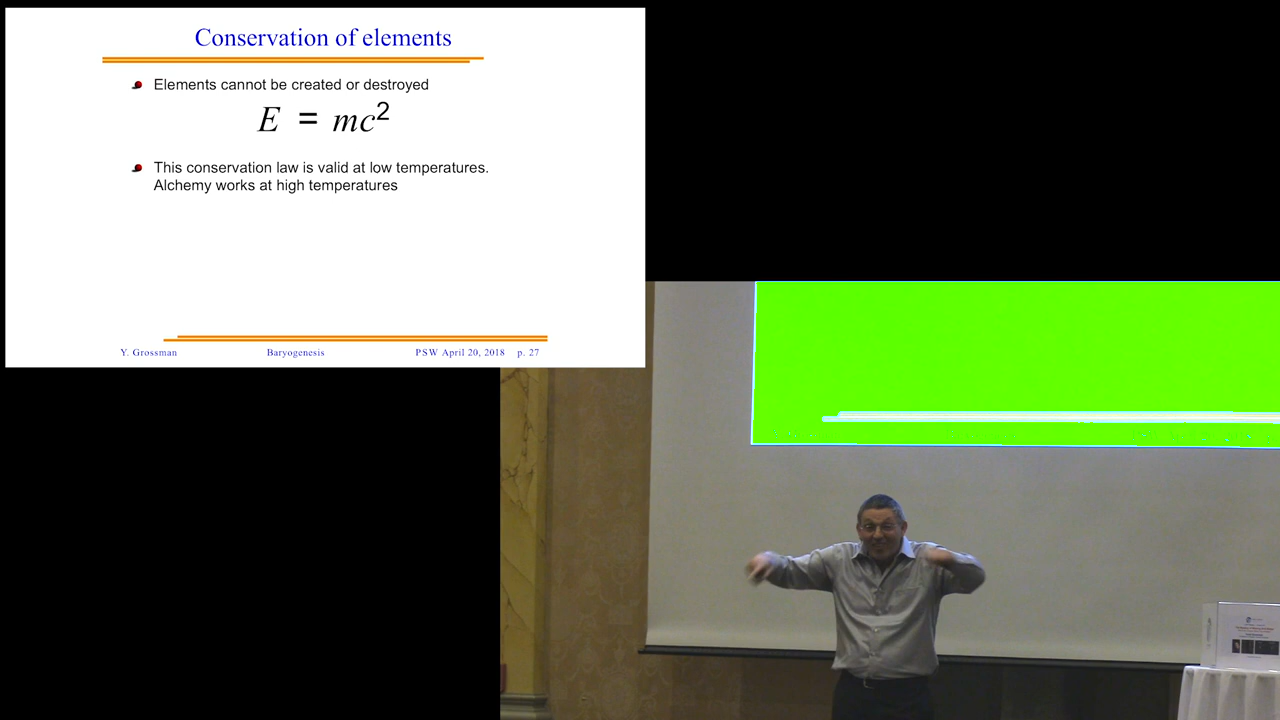 Conservation of elements
Elements cannot be created or destroyed
E = mc²
This conservation law is valid at low temperatures.
Alchemy works at high temperatures
Y. Grossman Baryogenesis PSW April 20, 2018 p. 27